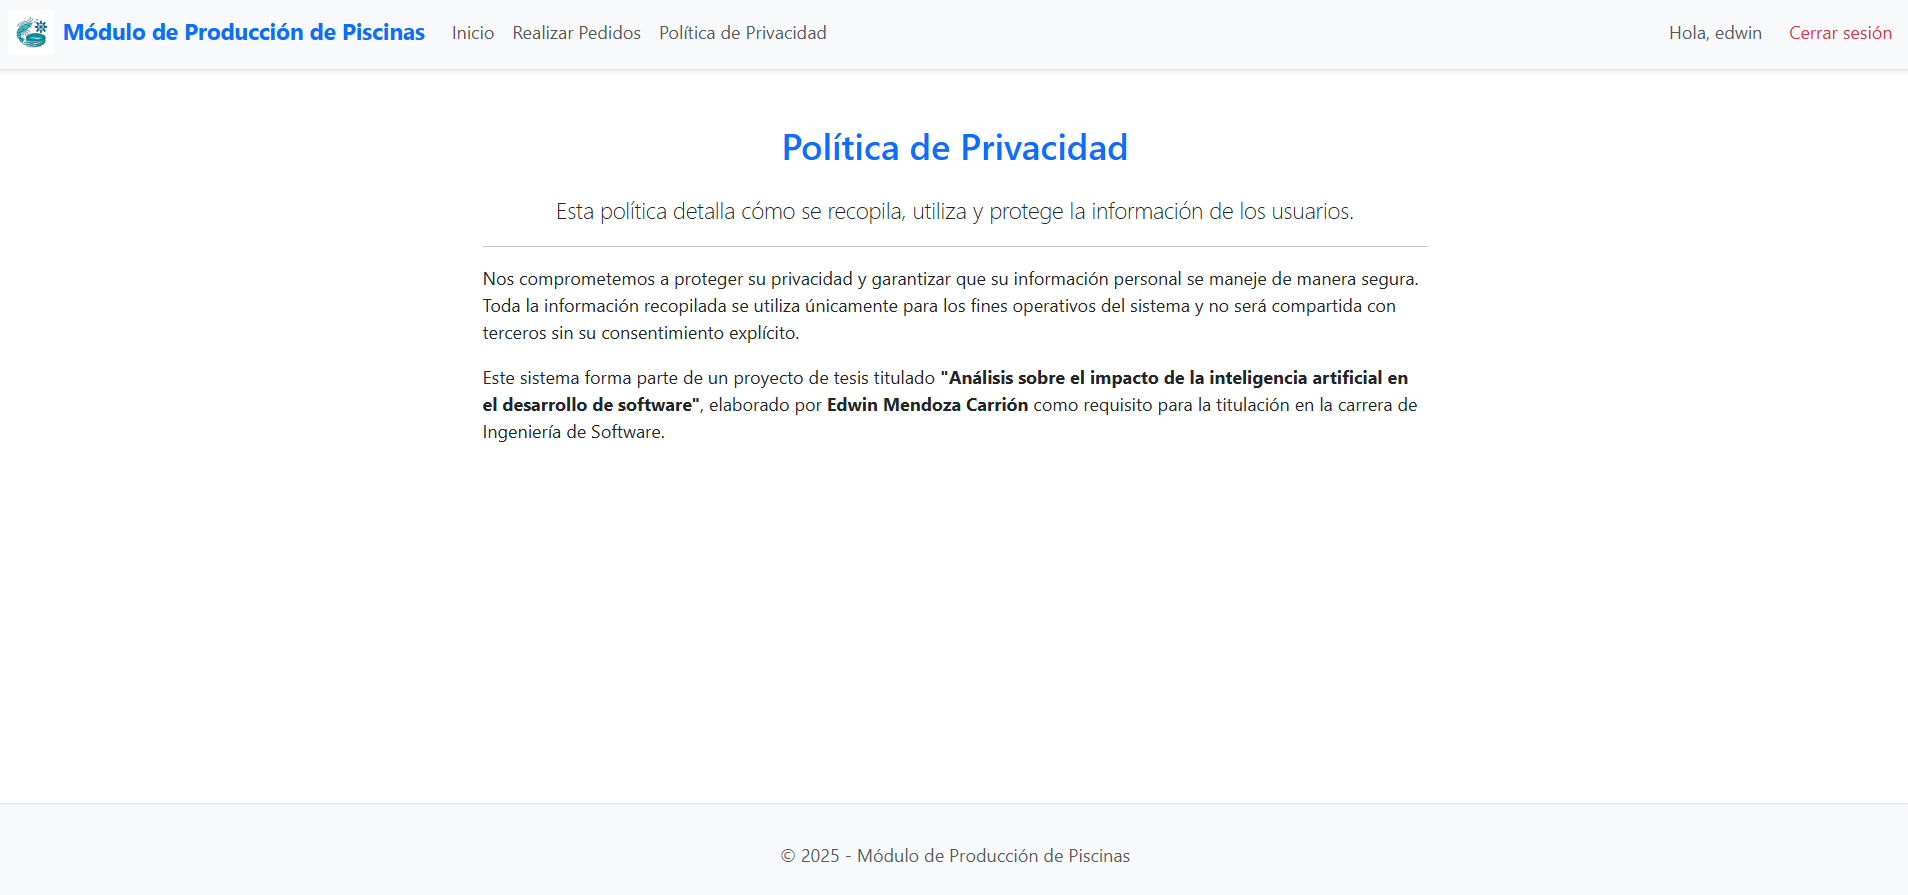 Módulo de Producción de Piscinas Inicio Realizar Pedidos Política de Privacidad Hola, edwin Cerrar sesión
Política de Privacidad
Esta política detalla cómo se recopila, utiliza y protege la información de los usuarios.
Nos comprometemos a proteger su privacidad y garantizar que su información personal se maneje de manera segura.
Toda la información recopilada se utiliza únicamente para los fines operativos del sistema y no será compartida con
terceros sin su consentimiento explícito.
Este sistema forma parte de un proyecto de tesis titulado "Análisis sobre el impacto de la inteligencia artificial en
el desarrollo de software", elaborado por Edwin Mendoza Carrión como requisito para la titulación en la carrera de
Ingeniería de Software.
© 2025 - Módulo de Producción de Piscinas